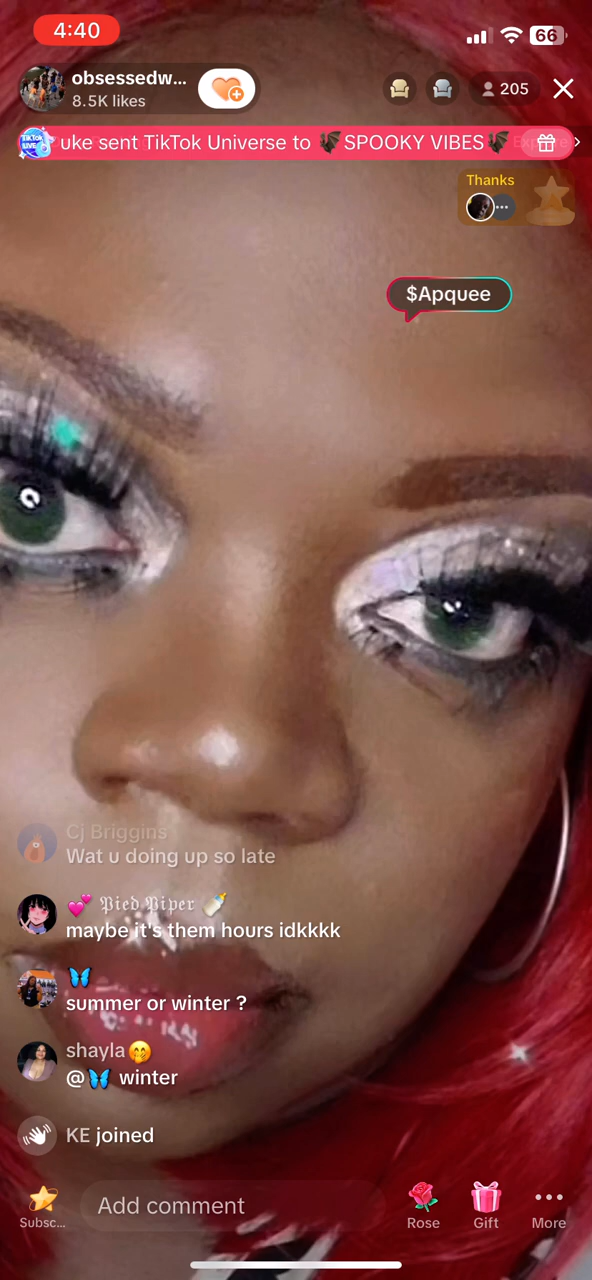 4:40
66
obsessedw...
8.5K likes
205
uke sent TikTok Universe to 🦇SPOOKY VIBES🦇
Thanks
$Apquee
Cj Briggins
Wat u doing up so late
💕 𝔓𝔦𝔢𝔡 𝔓𝔦𝔭𝔢𝔯 🍼
maybe it's them hours idkkkk
🦋
summer or winter ?
shayla🤭
@🦋 winter
KE joined
Add comment
Subsc...
Rose
Gift
More